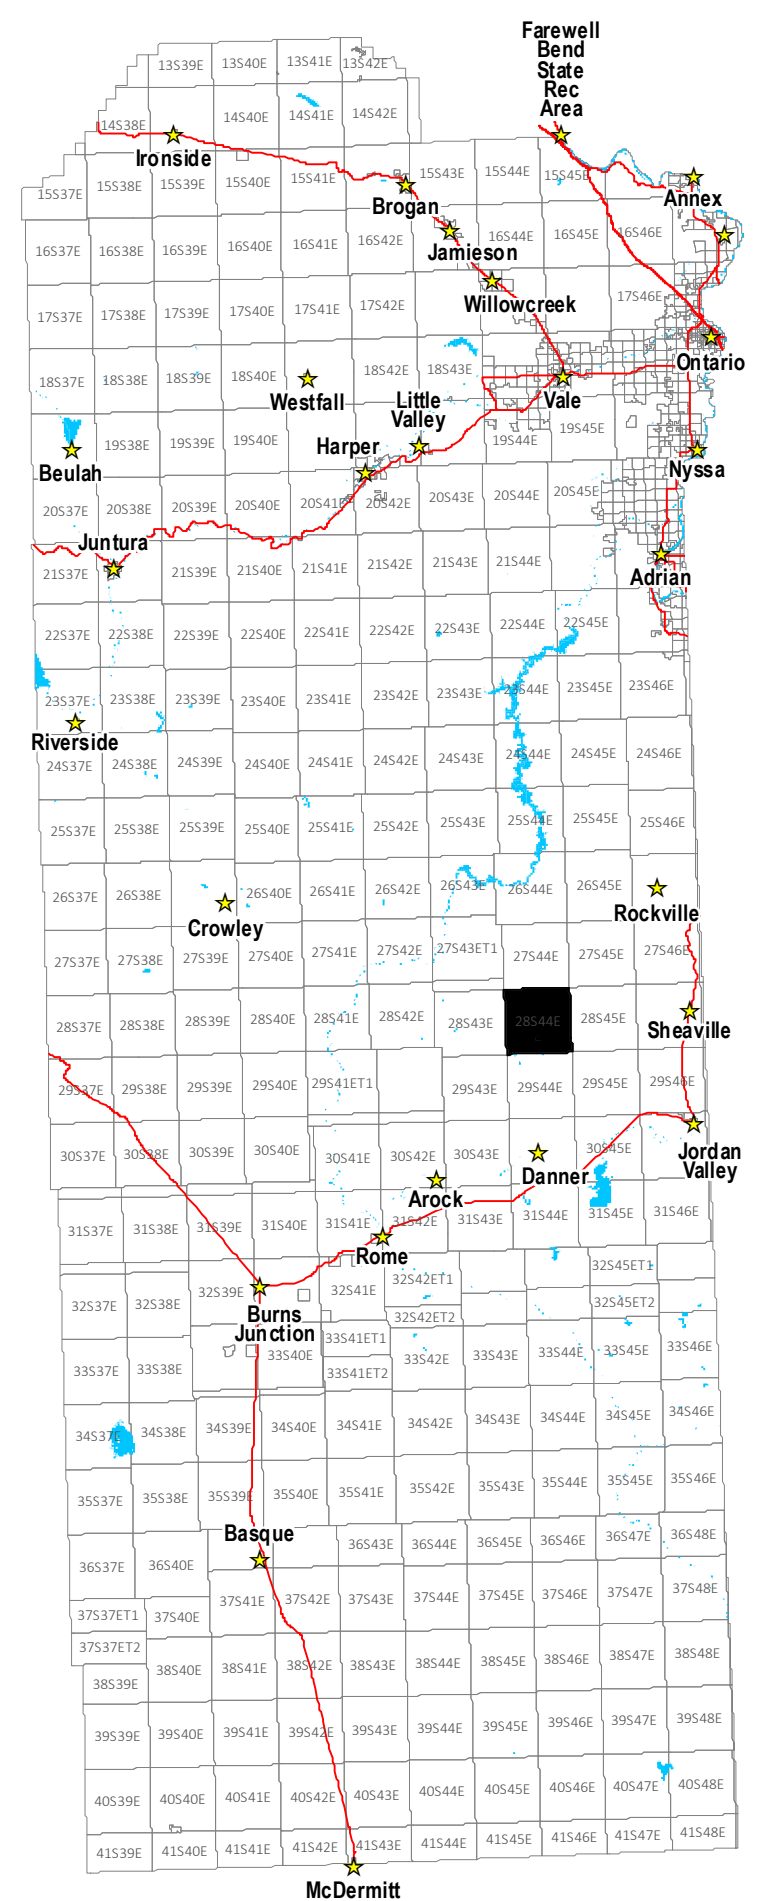 Farewell
Bend
State
Rec
Area
13S39E
13S40E
13S41E
13S42E
14S38E
14S40E
14S41E
14S42E
Ironside
15S37E
15S38E
15S39E
15S40E
15S41E
15S43E
15S44E
15S45E
Annex
Brogan
16S37E
16S38E
16S39E
16S40E
16S41E
16S42E
16S44E
16S45E
16S46E
Jamieson
Willowcreek
17S37E
17S38E
17S39E
17S40E
17S41E
17S42E
17S46E
Ontario
18S37E
18S38E
18S39E
18S40E
18S42E
18S43E
Westfall
Little
Valley
Vale
19S38E
19S39E
19S40E
Harper
19S44E
19S45E
Beulah
Nyssa
20S37E
20S38E
20S39E
20S40E
20S41E
20S42E
20S43E
20S44E
20S45E
Juntura
Adrian
21S37E
21S39E
21S40E
21S41E
21S42E
21S43E
21S44E
22S37E
22S38E
22S39E
22S40E
22S41E
22S42E
22S43E
22S44E
22S45E
23S37E
23S38E
23S39E
23S40E
23S41E
23S42E
23S43E
23S44E
23S45E
23S46E
Riverside
24S37E
24S38E
24S39E
24S40E
24S41E
24S42E
24S43E
24S44E
24S45E
24S46E
25S37E
25S38E
25S39E
25S40E
25S41E
25S42E
25S43E
25S44E
25S45E
25S46E
26S37E
26S38E
26S40E
26S41E
26S42E
26S43E
26S44E
26S45E
Rockville
Crowley
27S37E
27S38E
27S39E
27S40E
27S41E
27S42E
27S43ET1
27S44E
27S45E
27S46E
28S37E
28S38E
28S39E
28S40E
28S41E
28S42E
28S43E
28S44E
28S45E
Sheaville
29S37E
29S38E
29S39E
29S40E
29S41ET1
29S43E
29S44E
29S45E
29S46E
30S37E
30S38E
30S39E
30S40E
30S41E
30S42E
30S43E
30S45E
Jordan
Valley
Danner
Arock
31S37E
31S38E
31S39E
31S40E
31S41E
31S42E
31S43E
31S44E
31S45E
31S46E
Rome
32S37E
32S38E
32S39E
32S41E
32S42ET1
32S45ET1
32S42ET2
32S45ET2
Burns
Junction
33S37E
33S38E
33S40E
33S41ET1
33S41ET2
33S42E
33S43E
33S44E
33S45E
33S46E
34S37E
34S38E
34S39E
34S40E
34S41E
34S42E
34S43E
34S44E
34S45E
34S46E
35S37E
35S38E
35S39E
35S40E
35S41E
35S42E
35S43E
35S44E
35S45E
35S46E
Basque
36S37E
36S40E
36S43E
36S44E
36S45E
36S46E
36S47E
36S48E
37S37ET1
37S40E
37S41E
37S42E
37S43E
37S44E
37S45E
37S46E
37S47E
37S48E
37S37ET2
38S39E
38S40E
38S41E
38S42E
38S43E
38S44E
38S45E
38S46E
38S47E
38S48E
39S39E
39S40E
39S41E
39S42E
39S43E
39S44E
39S45E
39S46E
39S47E
39S48E
40S39E
40S40E
40S41E
40S42E
40S43E
40S44E
40S45E
40S46E
40S47E
40S48E
41S39E
41S40E
41S41E
41S42E
41S43E
41S44E
41S45E
41S46E
41S47E
41S48E
McDermitt